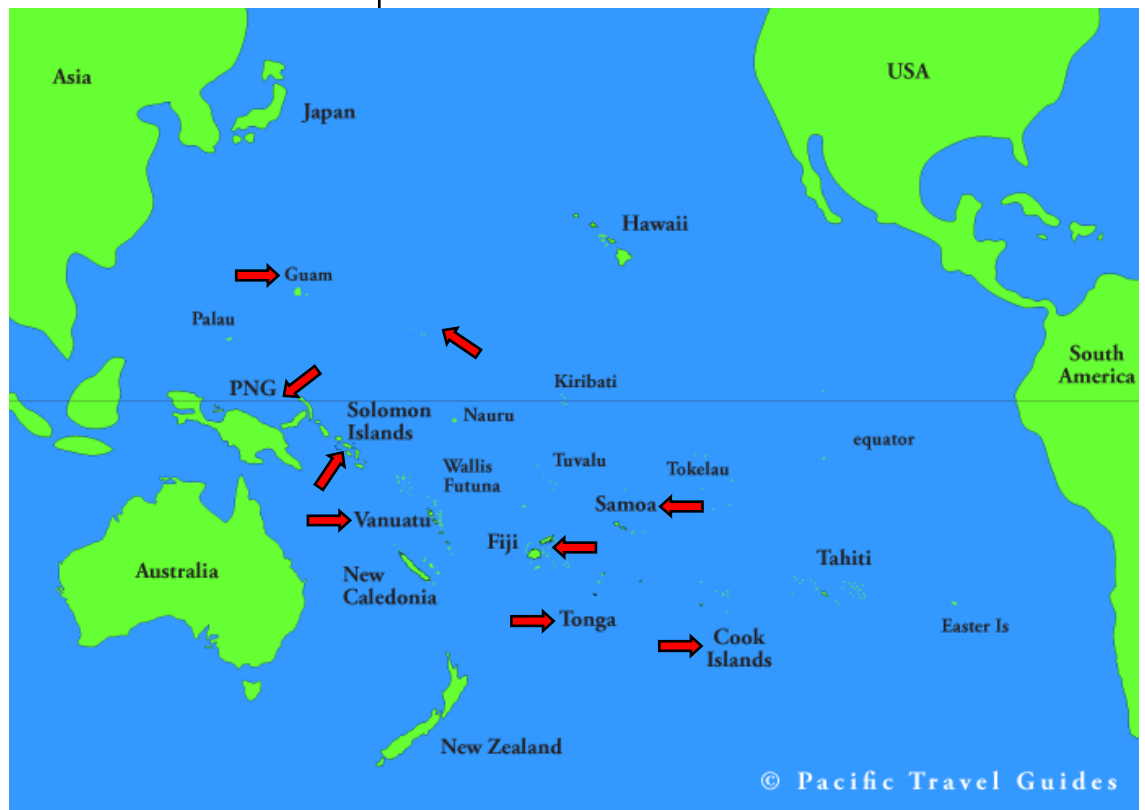 Asia
USA
Japan
Hawaii
Guam
Palau
South
America
Kiribati
PNG
Solomon
Islands
Nauru
equator
Wallis
Futuna
Tuvalu
Tokelau
Samoa
Vanuatu
Fiji
Tahiti
Australia
New
Caledonia
Tonga
Easter Is
Cook
Islands
New Zealand
© Pacific Travel Guides